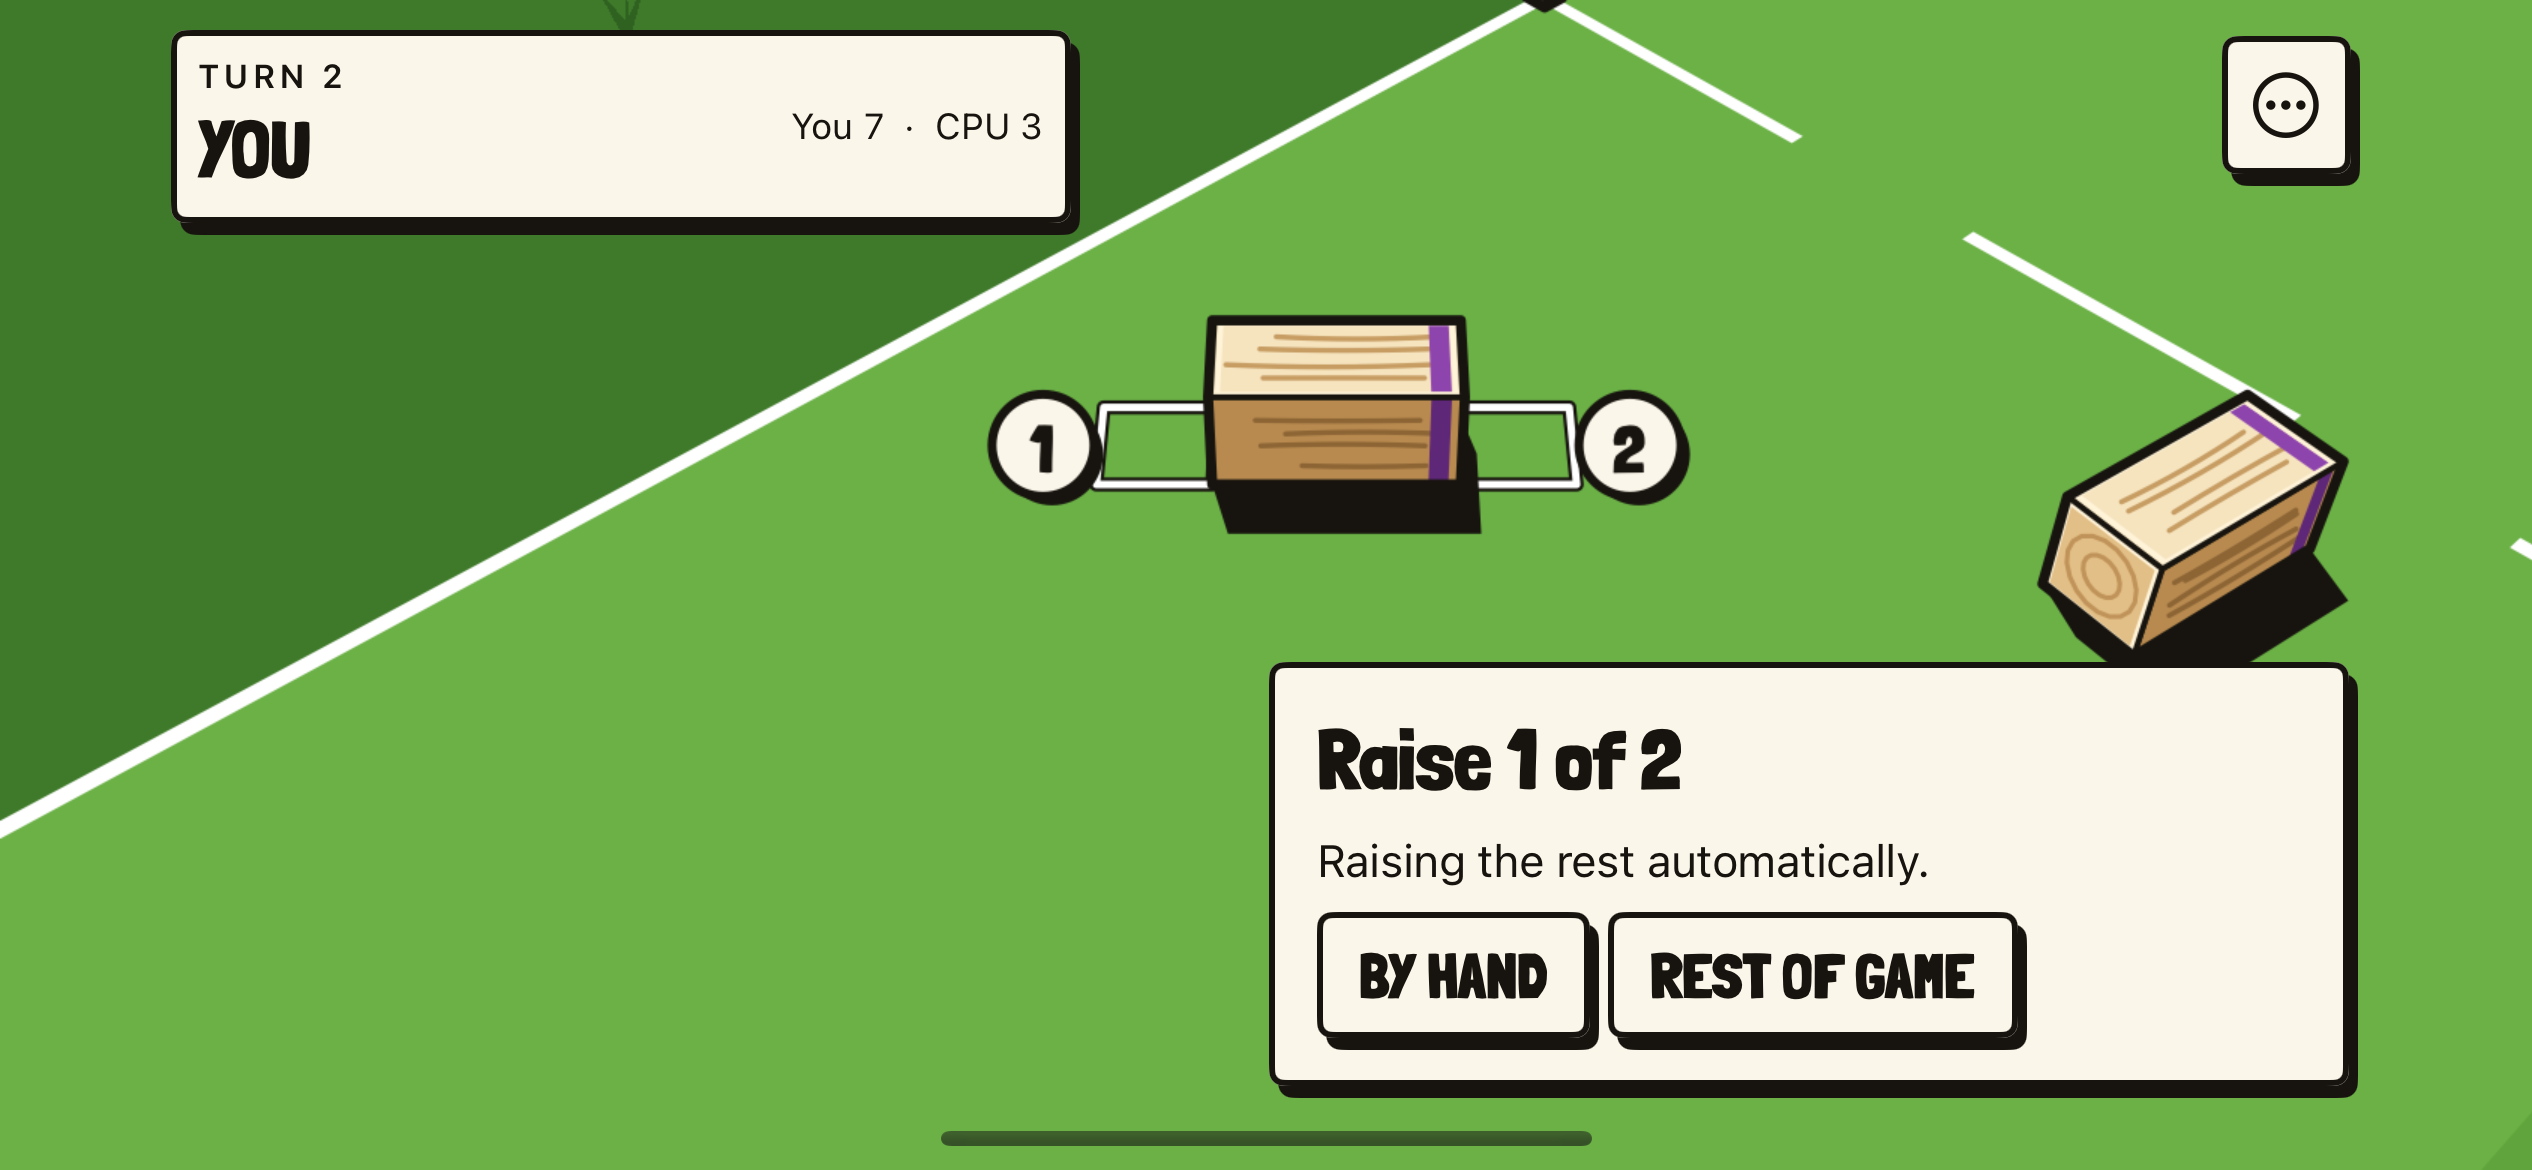 TURN 2
YOU
You 7 · CPU 3
1
2
Raise 1 of 2
Raising the rest automatically.
BY HAND
REST OF GAME